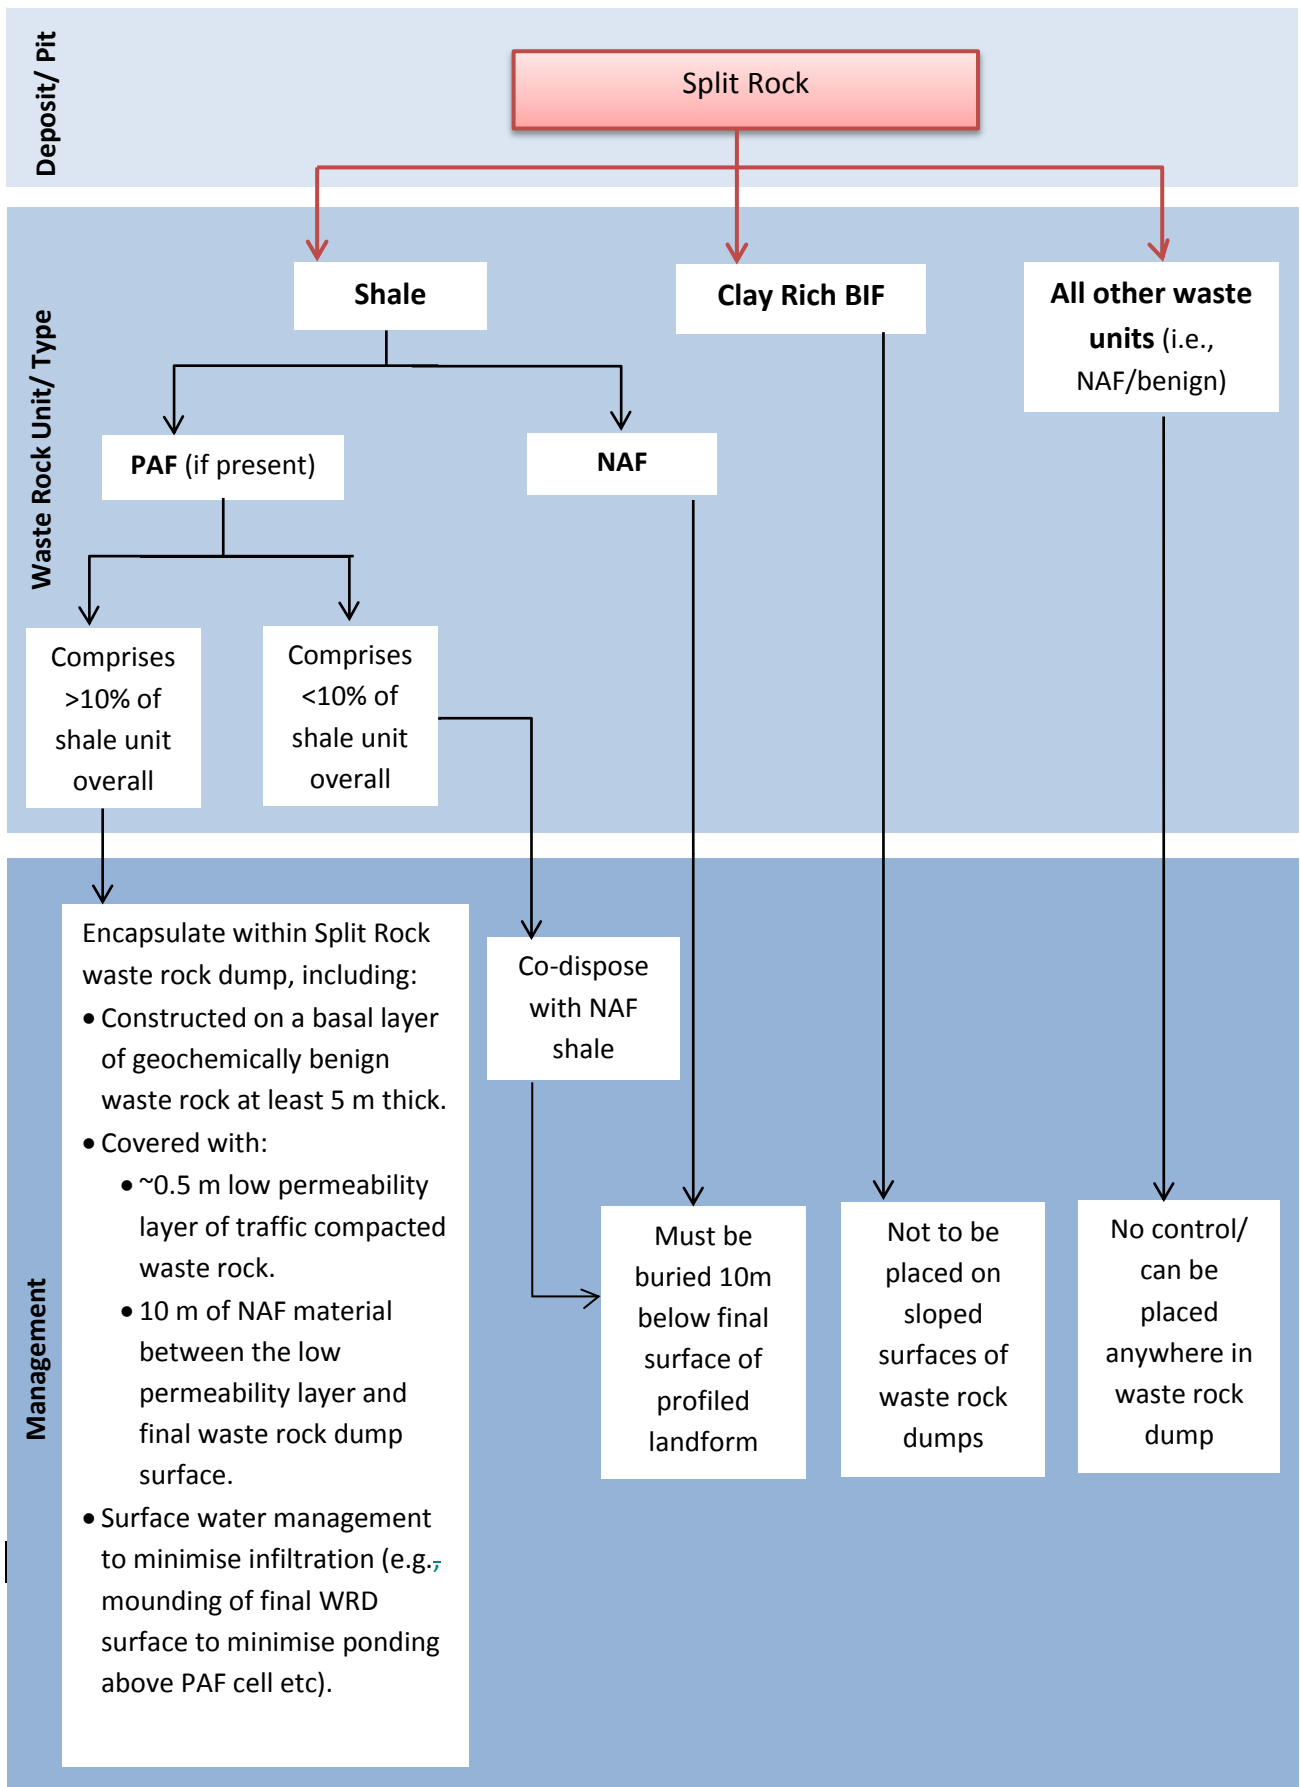 Deposit/ Pit
Split Rock
Waste Rock Unit/ Type
Shale
Clay Rich BIF
All other waste
units (i.e.,
NAF/benign)
PAF (if present)
NAF
Comprises
>10% of
shale unit
overall
Comprises
<10% of
shale unit
overall
Management
Encapsulate within Split Rock
waste rock dump, including:
• Constructed on a basal layer
of geochemically benign
waste rock at least 5 m thick.
• Covered with:
• ~0.5 m low permeability
layer of traffic compacted
waste rock.
• 10 m of NAF material
between the low
permeability layer and
final waste rock dump
surface.
• Surface water management
to minimise infiltration (e.g.,
mounding of final WRD
surface to minimise ponding
above PAF cell etc).
Co-dispose
with NAF
shale
Must be
buried 10m
below final
surface of
profiled
landform
Not to be
placed on
sloped
surfaces of
waste rock
dumps
No control/
can be
placed
anywhere in
waste rock
dump